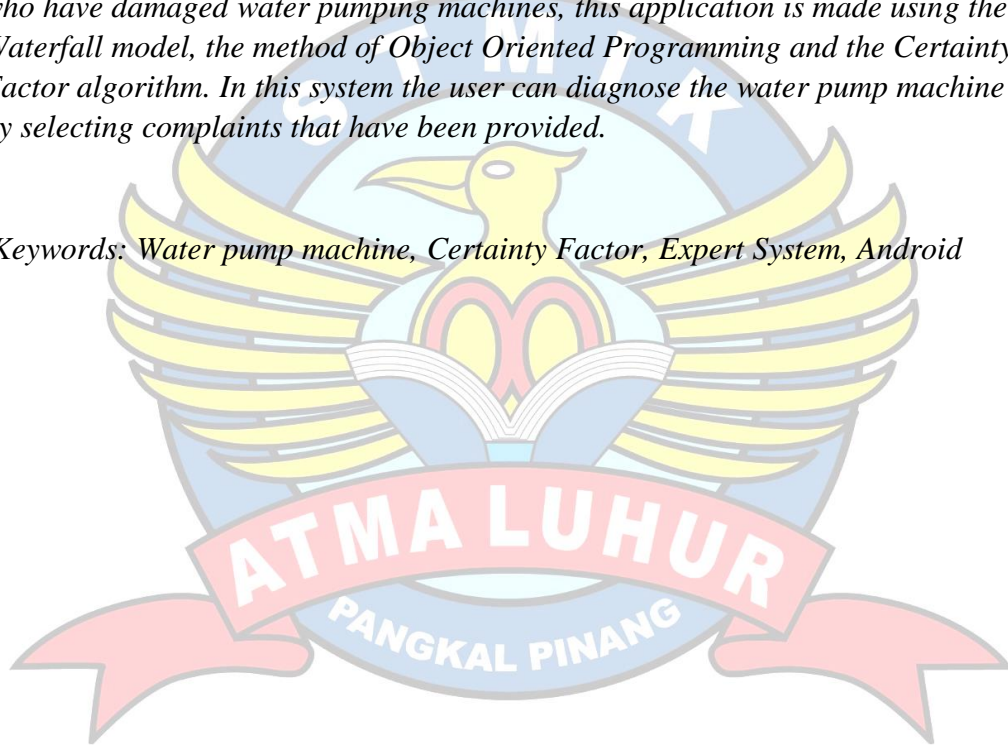 who have damaged water pumping machines, this application is made using the
Waterfall model, the method of Object Oriented Programming and the Certainty
Factor algorithm. In this system the user can diagnose the water pump machine
by selecting complaints that have been provided.
Keywords: Water pump machine, Certainty Factor, Expert System, Android
STMIK
ATMA LUHUR
PANGKAL PINANG